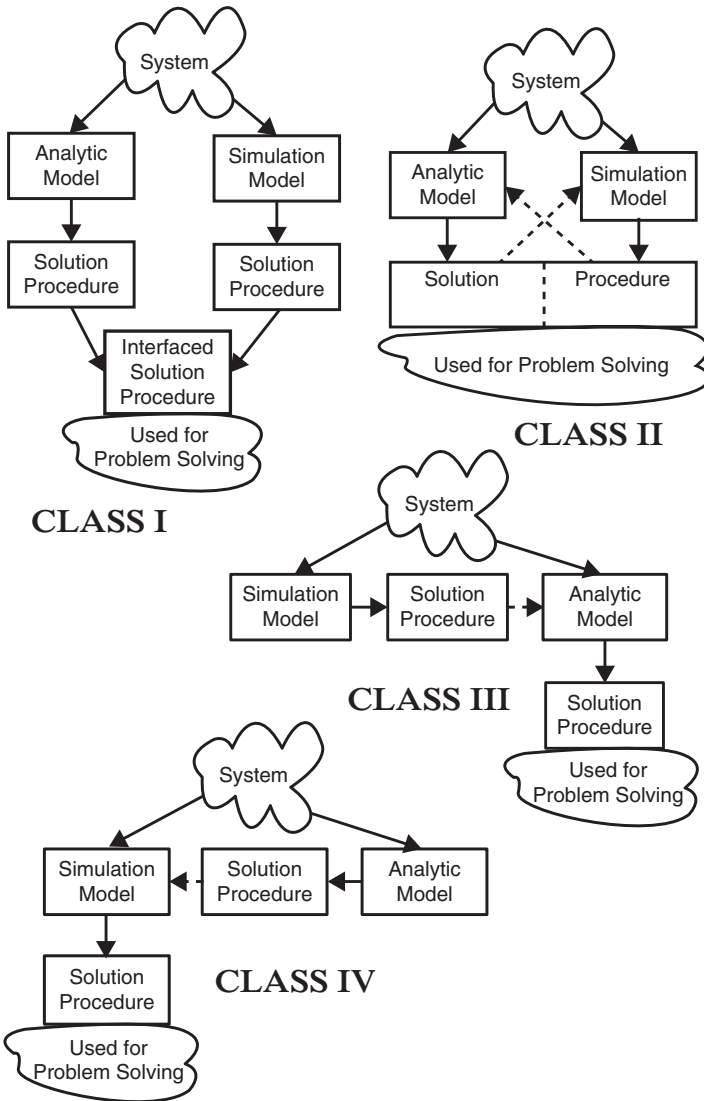 System
Analytic
Model
Simulation
Model
Solution
Procedure
Solution
Procedure
Interfaced
Solution
Procedure
Used for
Problem Solving
CLASS I
System
Analytic
Model
Simulation
Model
Solution
Procedure
Used for Problem Solving
CLASS II
System
Simulation
Model
Solution
Procedure
Analytic
Model
CLASS III
Solution
Procedure
Used for
Problem Solving
System
Simulation
Model
Solution
Procedure
Analytic
Model
CLASS IV
Solution
Procedure
Used for
Problem Solving